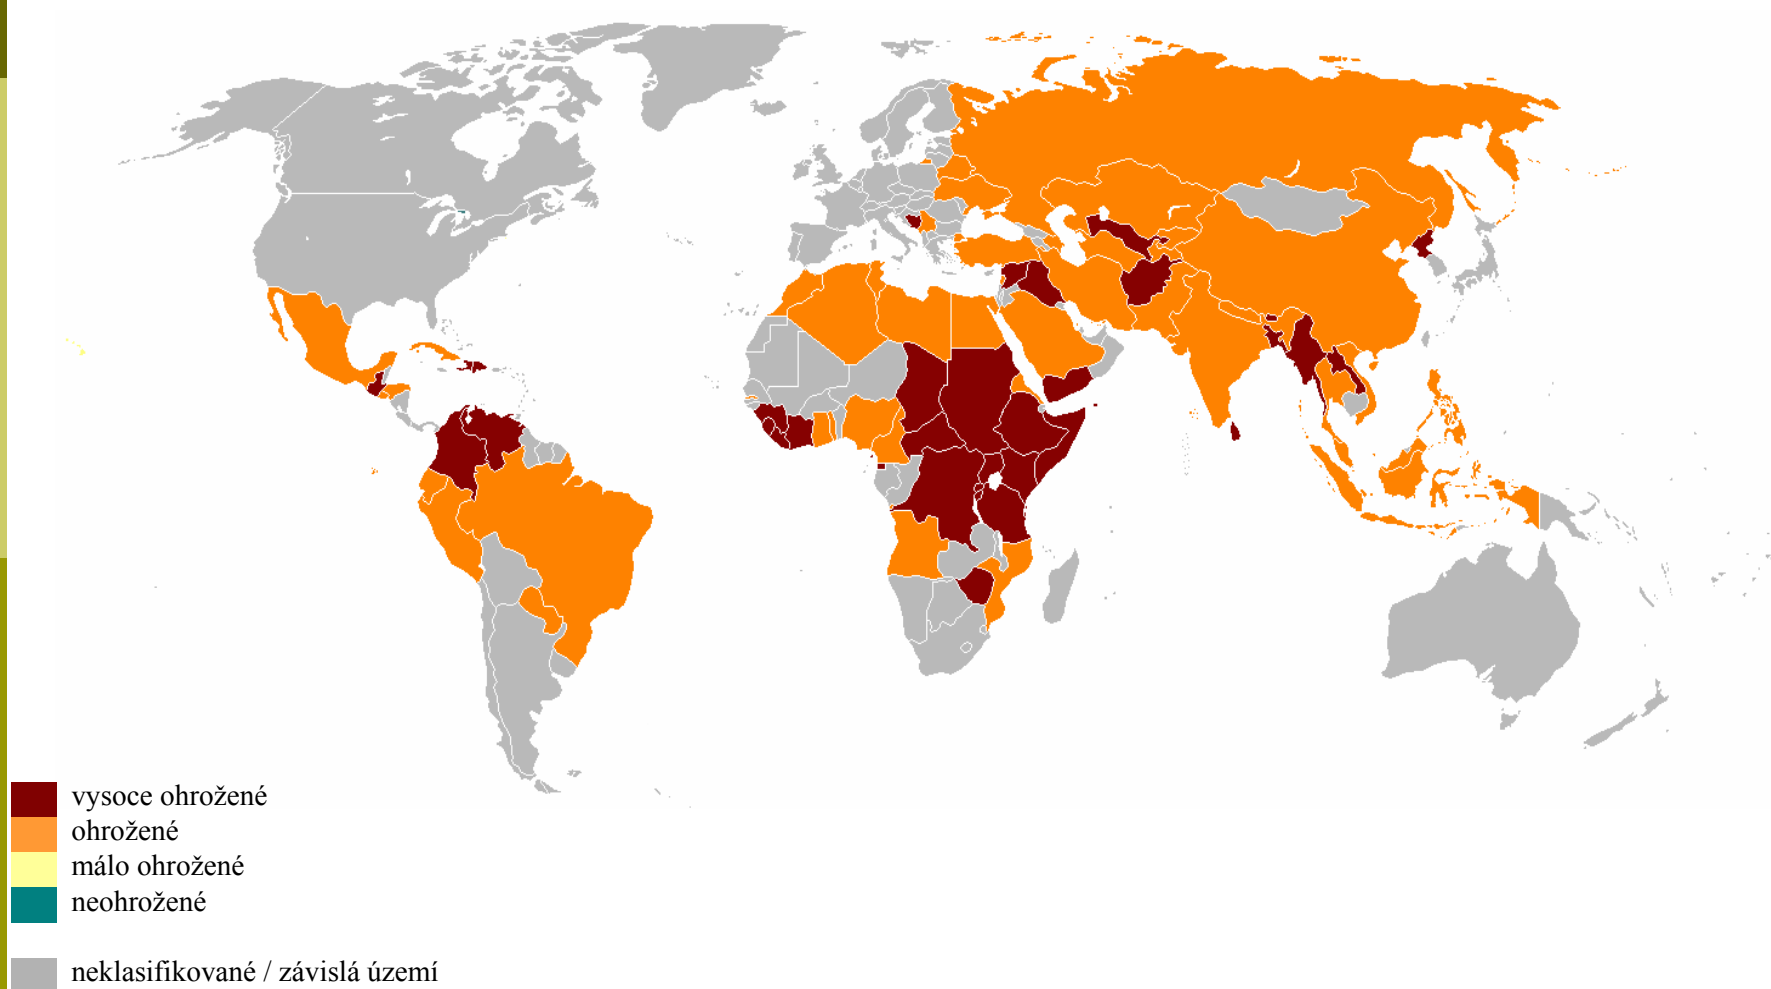 vysoce ohrožené
ohrožené
málo ohrožené
neohrožené
neklasifikované / závislá území